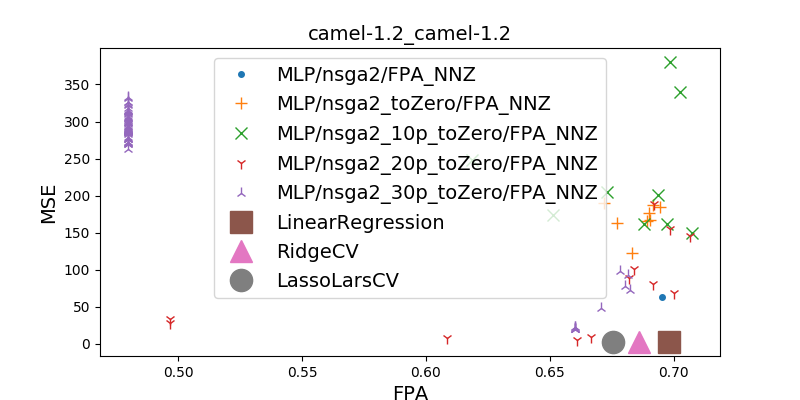 camel-1.2_camel-1.2
MLP/nsga2/FPA_NNZ
MLP/nsga2_toZero/FPA_NNZ
MLP/nsga2_10p_toZero/FPA_NNZ
MLP/nsga2_20p_toZero/FPA_NNZ
MLP/nsga2_30p_toZero/FPA_NNZ
LinearRegression
RidgeCV
LassoLarsCV
MSE
350
300
250
200
150
100
50
0
0.50 0.55 0.60 0.65 0.70
FPA